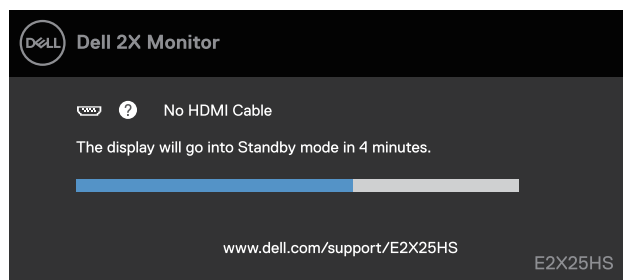 DELL
Dell 2X Monitor
? No HDMI Cable
The display will go into Standby mode in 4 minutes.
www.dell.com/support/E2X25HS
E2X25HS